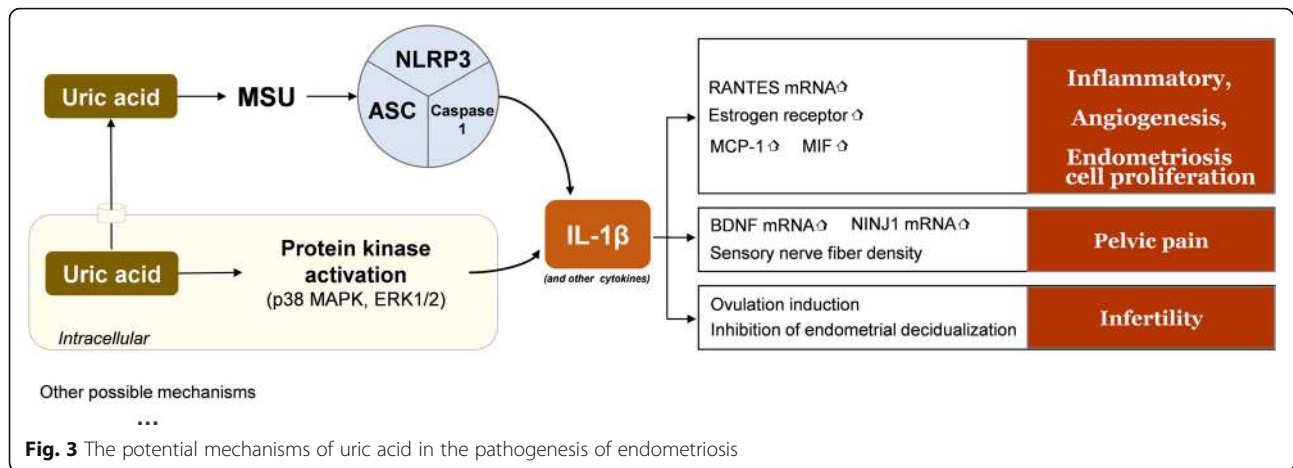 Uric acid
MSU
NLRP3
ASC
Caspase
1
Uric acid
Protein kinase
activation
(p38 MAPK, ERK1/2)
Intracellular
IL-1β
(and other cytokines)
RANTES mRNA⇧
Estrogen receptor⇧
MCP-1⇧ MIF⇧
Inflammatory,
Angiogenesis,
Endometriosis
cell proliferation
BDNF mRNA⇧ NINJ1 mRNA⇧
Sensory nerve fiber density
Pelvic pain
Ovulation induction
Inhibition of endometrial decidualization
Infertility
Other possible mechanisms
...
Fig. 3 The potential mechanisms of uric acid in the pathogenesis of endometriosis